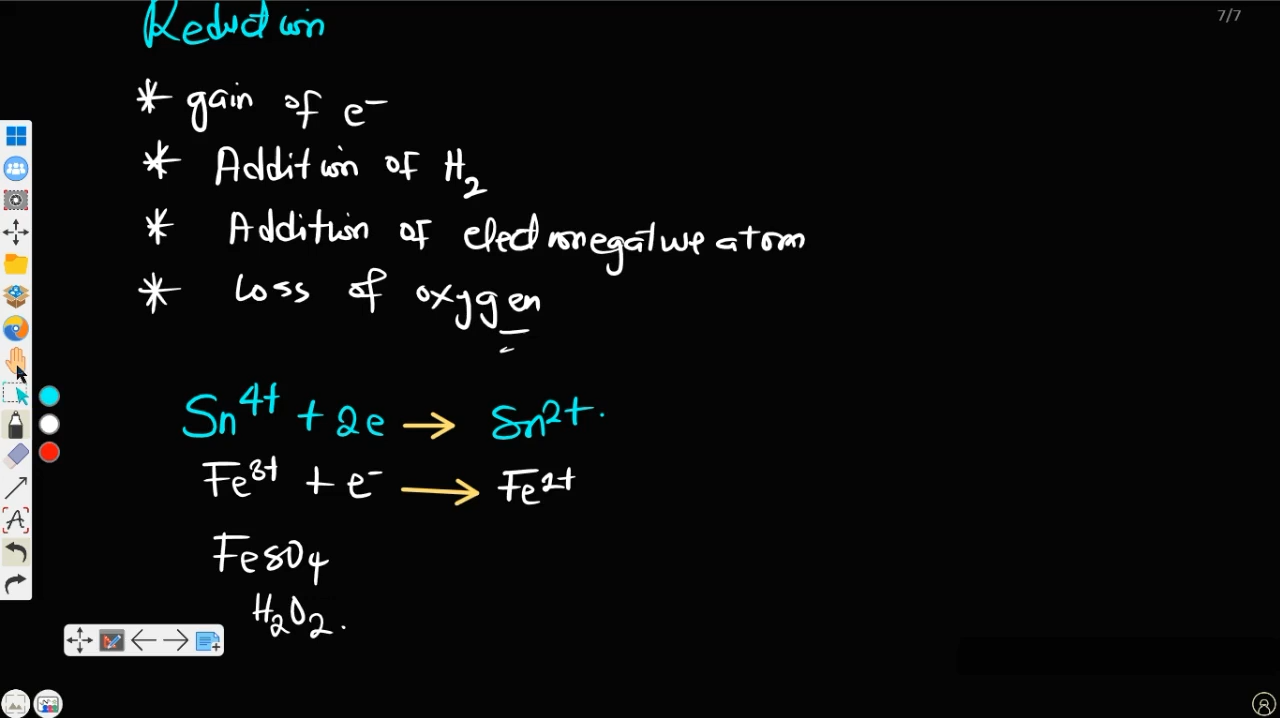 7/7
Reduction
* gain of e⁻
* Addition of H₂
* Addition of electronegative atom
* Loss of oxygen
Sn⁴⁺ + 2e → Sn²⁺.
Fe³⁺ + e⁻ → Fe²⁺
FeSO₄
H₂O₂.